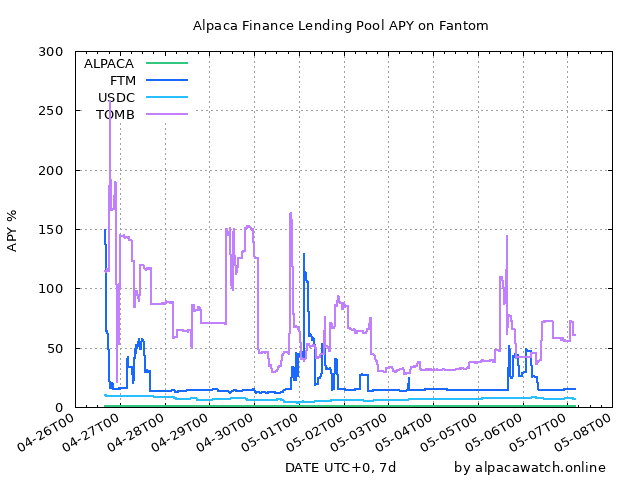 Alpaca Finance Lending Pool APY on Fantom
300
250
200
150
100
50
0
APY %
ALPACA
FTM
USDC
TOMB
04-26T00
04-27T00
04-28T00
04-29T00
04-30T00
05-01T00
05-02T00
05-03T00
05-04T00
05-05T00
05-06T00
05-07T00
05-08T00
DATE UTC+0, 7d
by alpacawatch.online